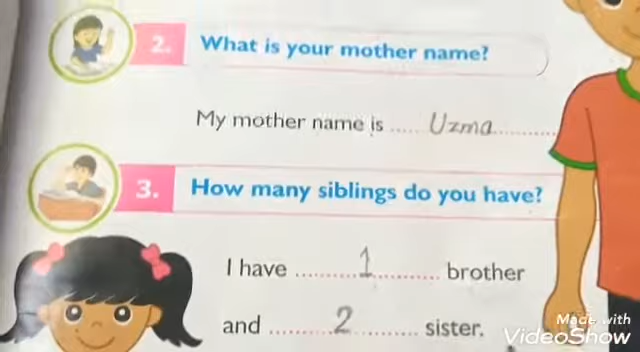 2. What is your mother name?
My mother name is ..... Uzma ..........
3. How many siblings do you have?
I have .......... 1 .......... brother
and .......... 2 .......... sister.
Made with
VideoShow